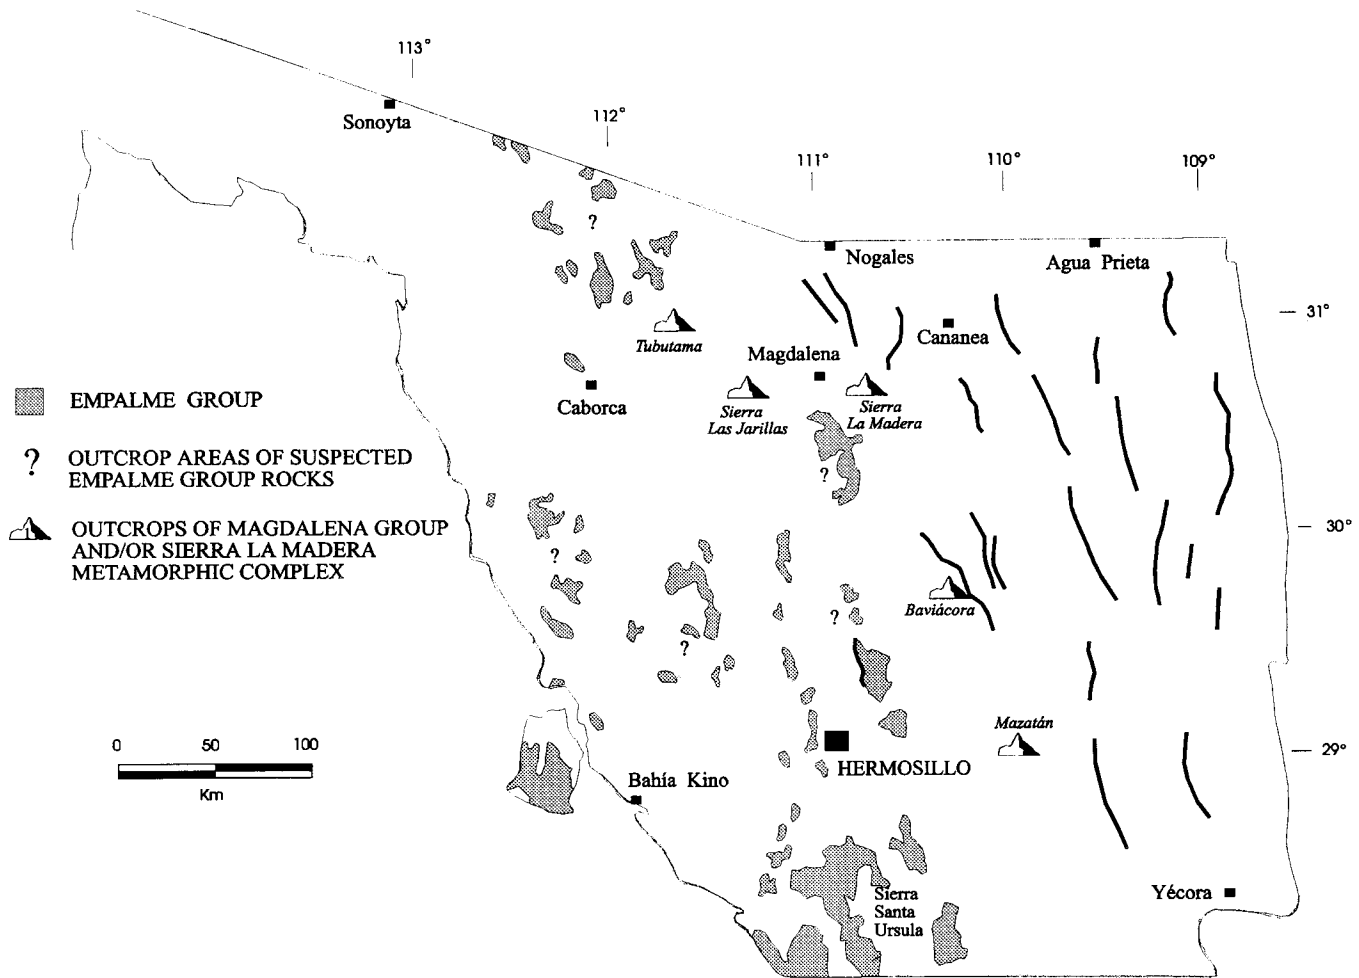 113°
Sonoyta
112°
111°
110°
109°
?
Nogales
Agua Prieta
31°
Tubutama
Magdalena
Cananea
Caborca
Sierra
Las Jarillas
Sierra
La Madera
EMPALME GROUP
?
OUTCROP AREAS OF SUSPECTED
EMPALME GROUP ROCKS
?
OUTCROPS OF MAGDALENA GROUP
AND/OR SIERRA LA MADERA
METAMORPHIC COMPLEX
30°
?
Baviácora
?
?
Mazatán
0 50 100
Km
29°
HERMOSILLO
Bahía Kino
Sierra
Santa
Ursula
Yécora